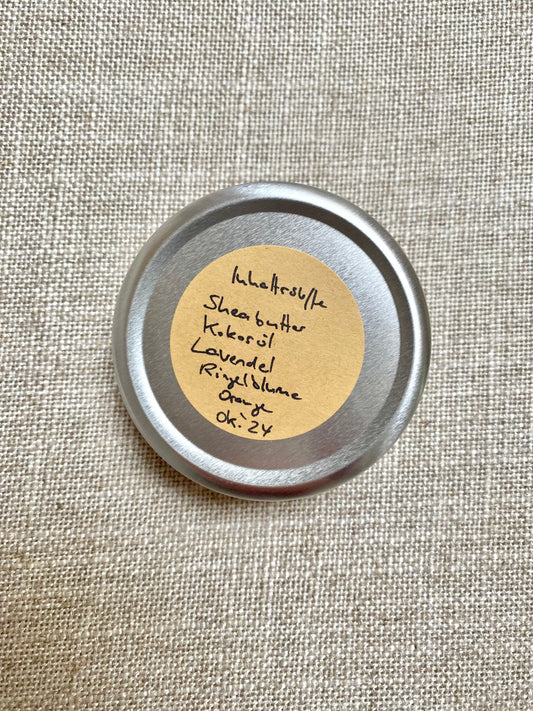 Inhaltsstoffe
Sheabutter
Kokosöl
Lavendel
Ringelblume
Orange
Ok. 24